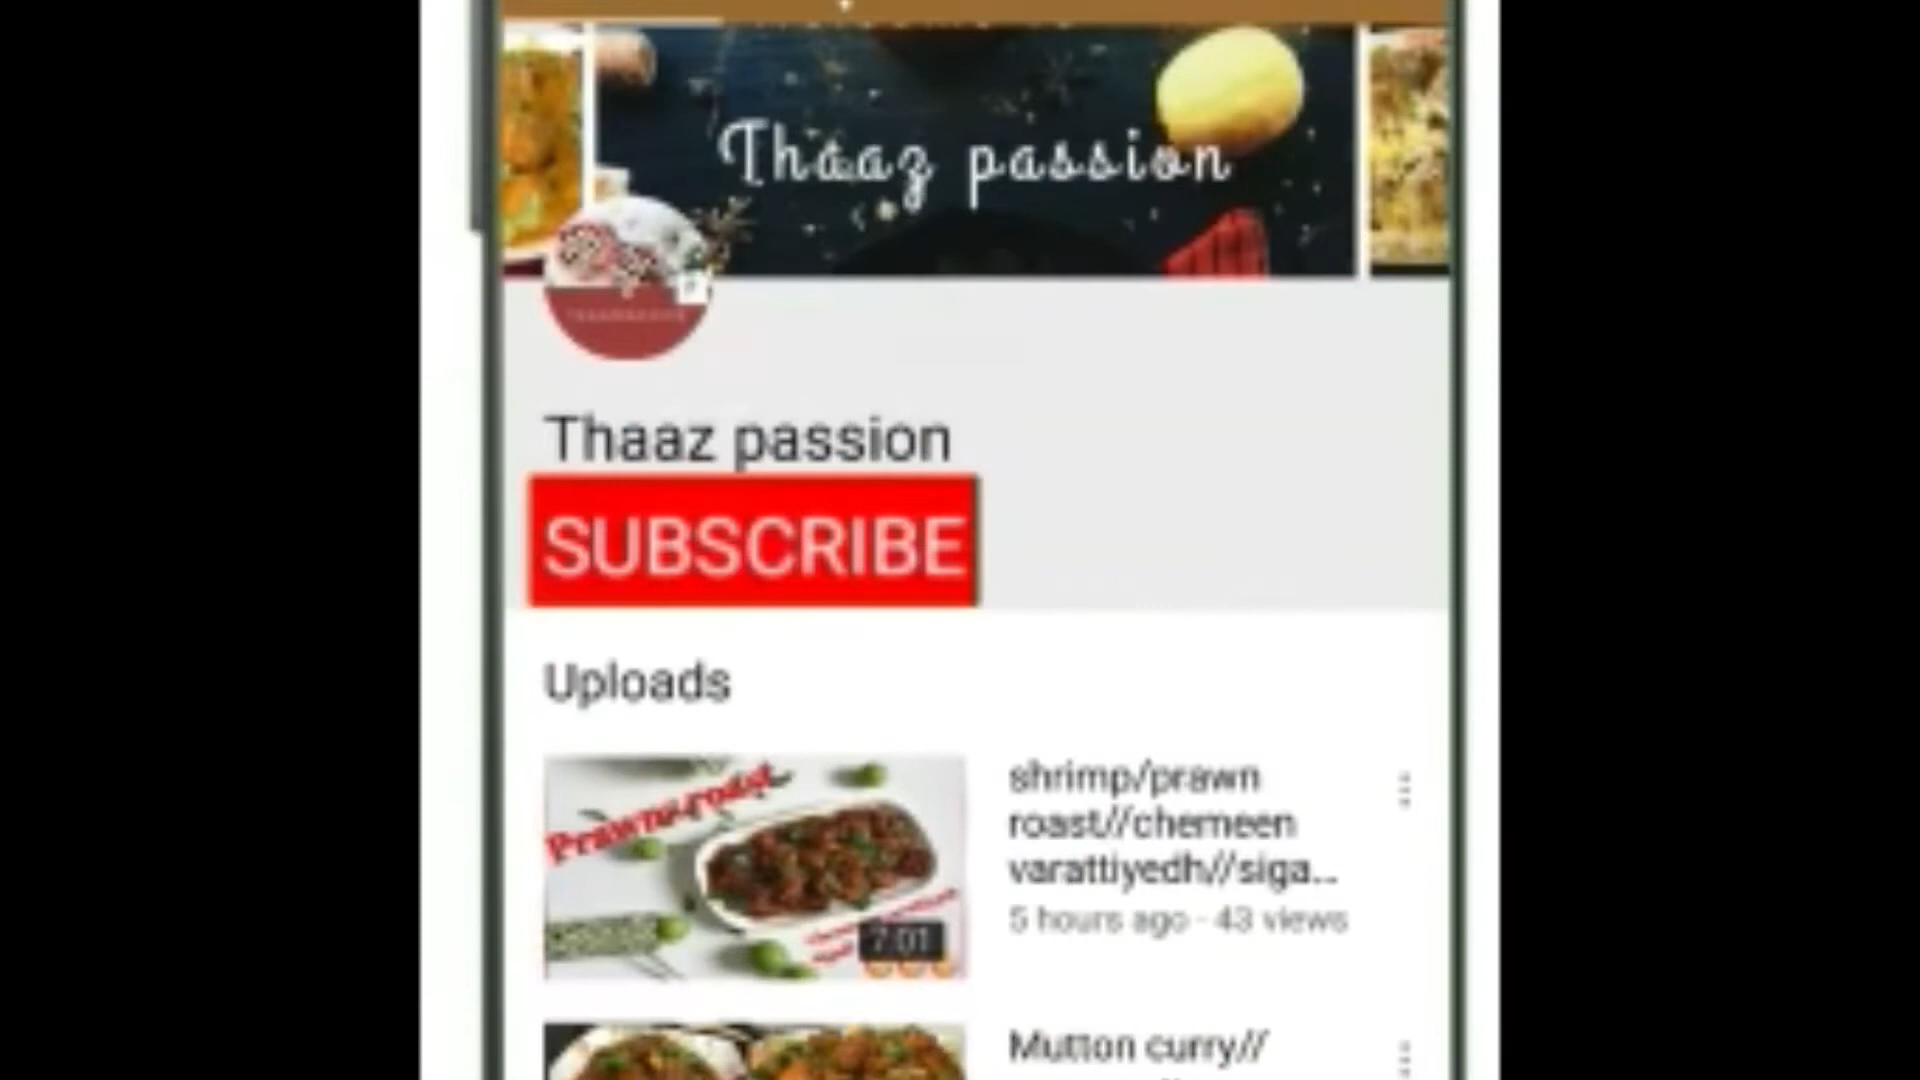 Thaaz passion
Thaaz passion
SUBSCRIBE
Uploads
Prawns roast
7:01
shrimp/prawn
roast//chemeen
varattiyedh//siga...
5 hours ago - 43 views
Mutton curry//